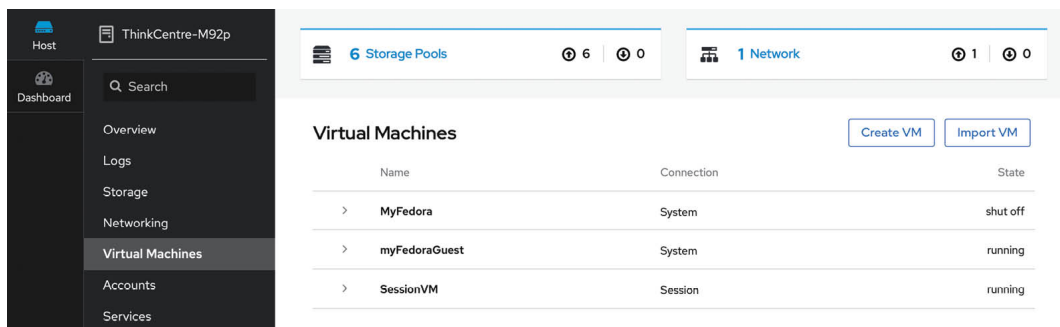 Host
Dashboard
ThinkCentre-M92p
Search
Overview
Logs
Storage
Networking
Virtual Machines
Accounts
Services
6 Storage Pools 6 0
1 Network 1 0
Virtual Machines Create VM Import VM
Name Connection State
MyFedora System shut off
myFedoraGuest System running
SessionVM Session running